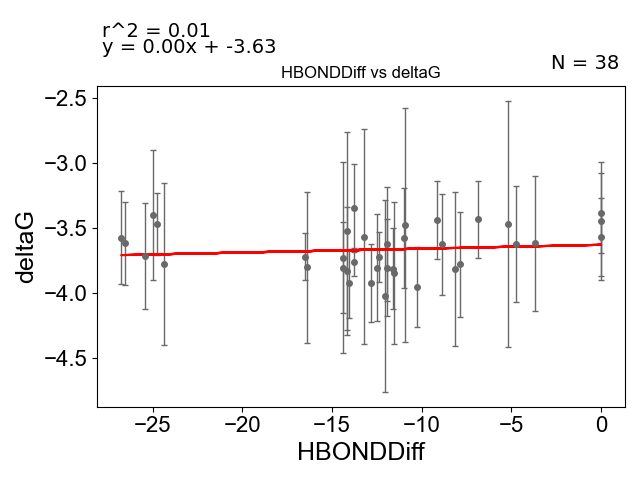 r^2 = 0.01
y = 0.00x + -3.63
N = 38
HBONDDiff vs deltaG
−2.5
−3.0
−3.5
−4.0
−4.5
deltaG
−25 −20 −15 −10 −5 0
HBONDDiff